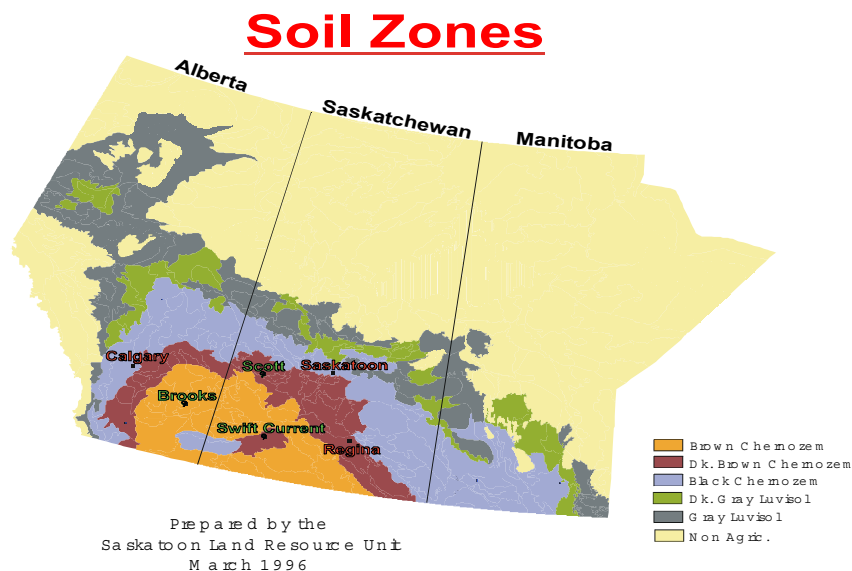 Soil Zones
Alberta
Saskatchewan
Manitoba
Calgary
Scott
Saskatoon
Brooks
Swift Current
Regina
Brown Chernozem
Dk.Brown Chernozem
Black Chernozem
Dk.Gray Luvisol
Gray Luvisol
Non Agric.
Prepared by the
Saskatoon Land Resource Unit
March 1996